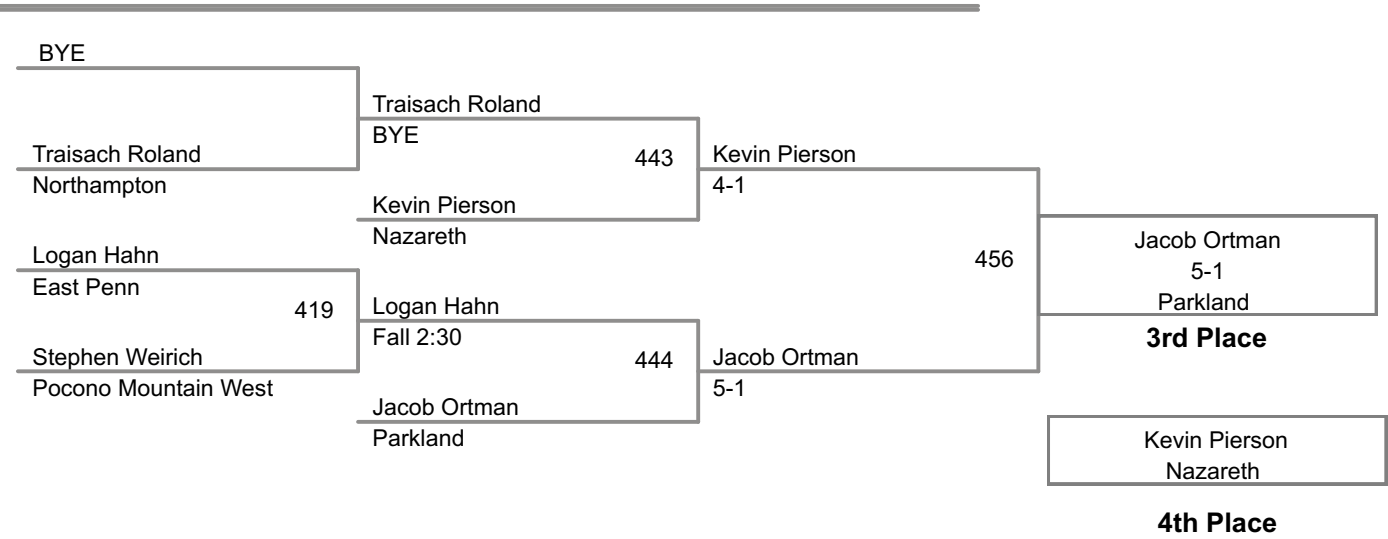 BYE
Traisach Roland
BYE
Traisach Roland
Northampton
443
Kevin Pierson
4-1
Kevin Pierson
Nazareth
Logan Hahn
East Penn
419
Logan Hahn
Fall 2:30
Stephen Weirich
Pocono Mountain West
444
Jacob Ortman
5-1
Jacob Ortman
Parkland
456
Jacob Ortman
5-1
Parkland
3rd Place
Kevin Pierson
Nazareth
4th Place